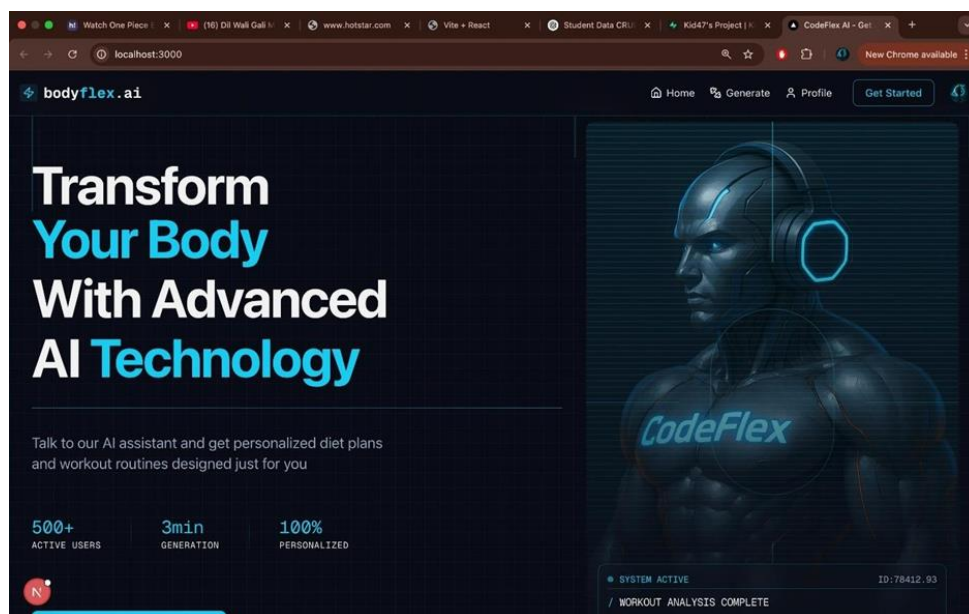 Watch One Piece
(16) Dil Wali Gali M
www.hotstar.com
Vite + React
Student Data CRU
Kid47's Project |
CodeFlex AI - Get
localhost:3000
New Chrome available
bodyflex.ai
Home
Generate
Profile
Get Started
Transform
Your Body
With Advanced
AI Technology
Talk to our AI assistant and get personalized diet plans
and workout routines designed just for you
500+
3min
100%
ACTIVE USERS
GENERATION
PERSONALIZED
CodeFlex
SYSTEM ACTIVE
ID:78412.93
/ WORKOUT ANALYSIS COMPLETE
N